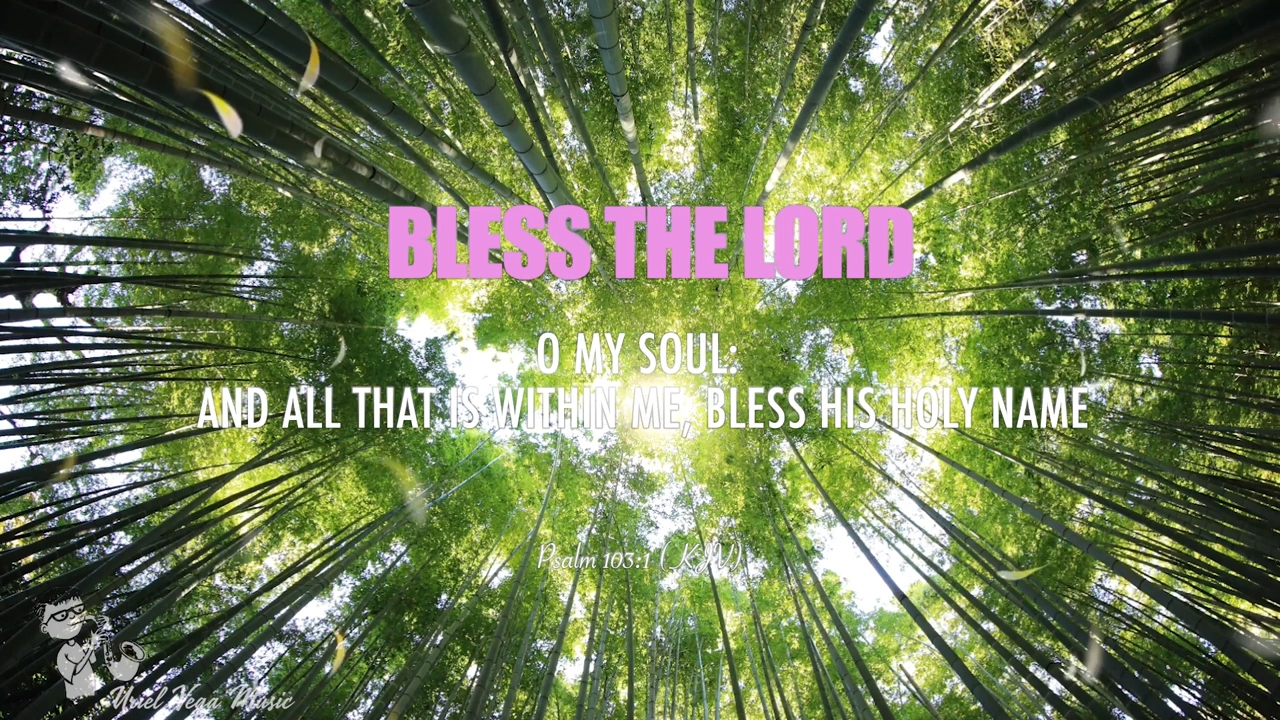 BLESS THE LORD
O MY SOUL:
AND ALL THAT IS WITHIN ME, BLESS HIS HOLY NAME
Psalm 103:1 (KJV)
Uriel Vega Music